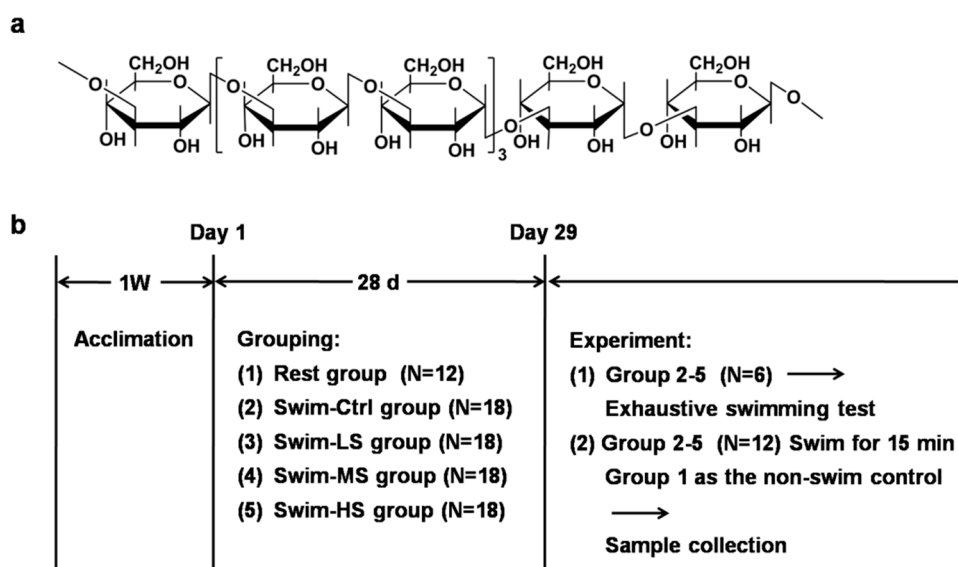 a
CH₂OH CH₂OH CH₂OH CH₂OH CH₂OH
O O O O O O O O O O O
OH OH OH OH OH OH OH OH OH OH
3
b
Day 1 Day 29
1W 28 d
Acclimation
Grouping:
(1) Rest group (N=12)
(2) Swim-Ctrl group (N=18)
(3) Swim-LS group (N=18)
(4) Swim-MS group (N=18)
(5) Swim-HS group (N=18)
Experiment:
(1) Group 2-5 (N=6)
Exhaustive swimming test
(2) Group 2-5 (N=12) Swim for 15 min
Group 1 as the non-swim control
Sample collection